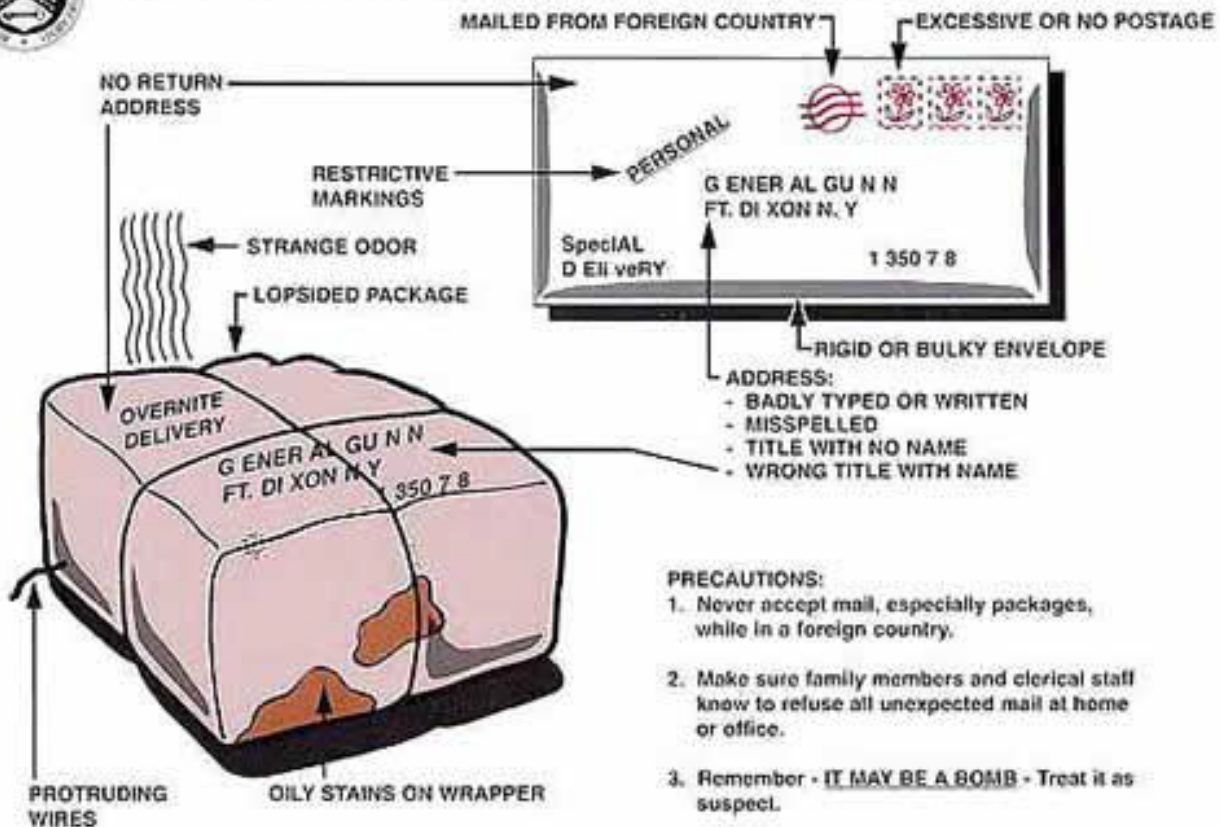 MAILED FROM FOREIGN COUNTRY
EXCESSIVE OR NO POSTAGE
NO RETURN
ADDRESS
RESTRICTIVE
MARKINGS
PERSONAL
G ENER AL GU N N
FT. DI XON N. Y
SpecIAL
D Eli veRY
1 350 7 8
STRANGE ODOR
LOPSIDED PACKAGE
RIGID OR BULKY ENVELOPE
ADDRESS:
- BADLY TYPED OR WRITTEN
- MISSPELLED
- TITLE WITH NO NAME
- WRONG TITLE WITH NAME
OVERNITE
DELIVERY
G ENER AL GU N N
FT. DI XON N Y
350 7 8
PROTRUDING
WIRES
OILY STAINS ON WRAPPER
PRECAUTIONS:
1. Never accept mail, especially packages,
while in a foreign country.
2. Make sure family members and clerical staff
know to refuse all unexpected mail at home
or office.
3. Remember - IT MAY BE A BOMB - Treat it as
suspect.